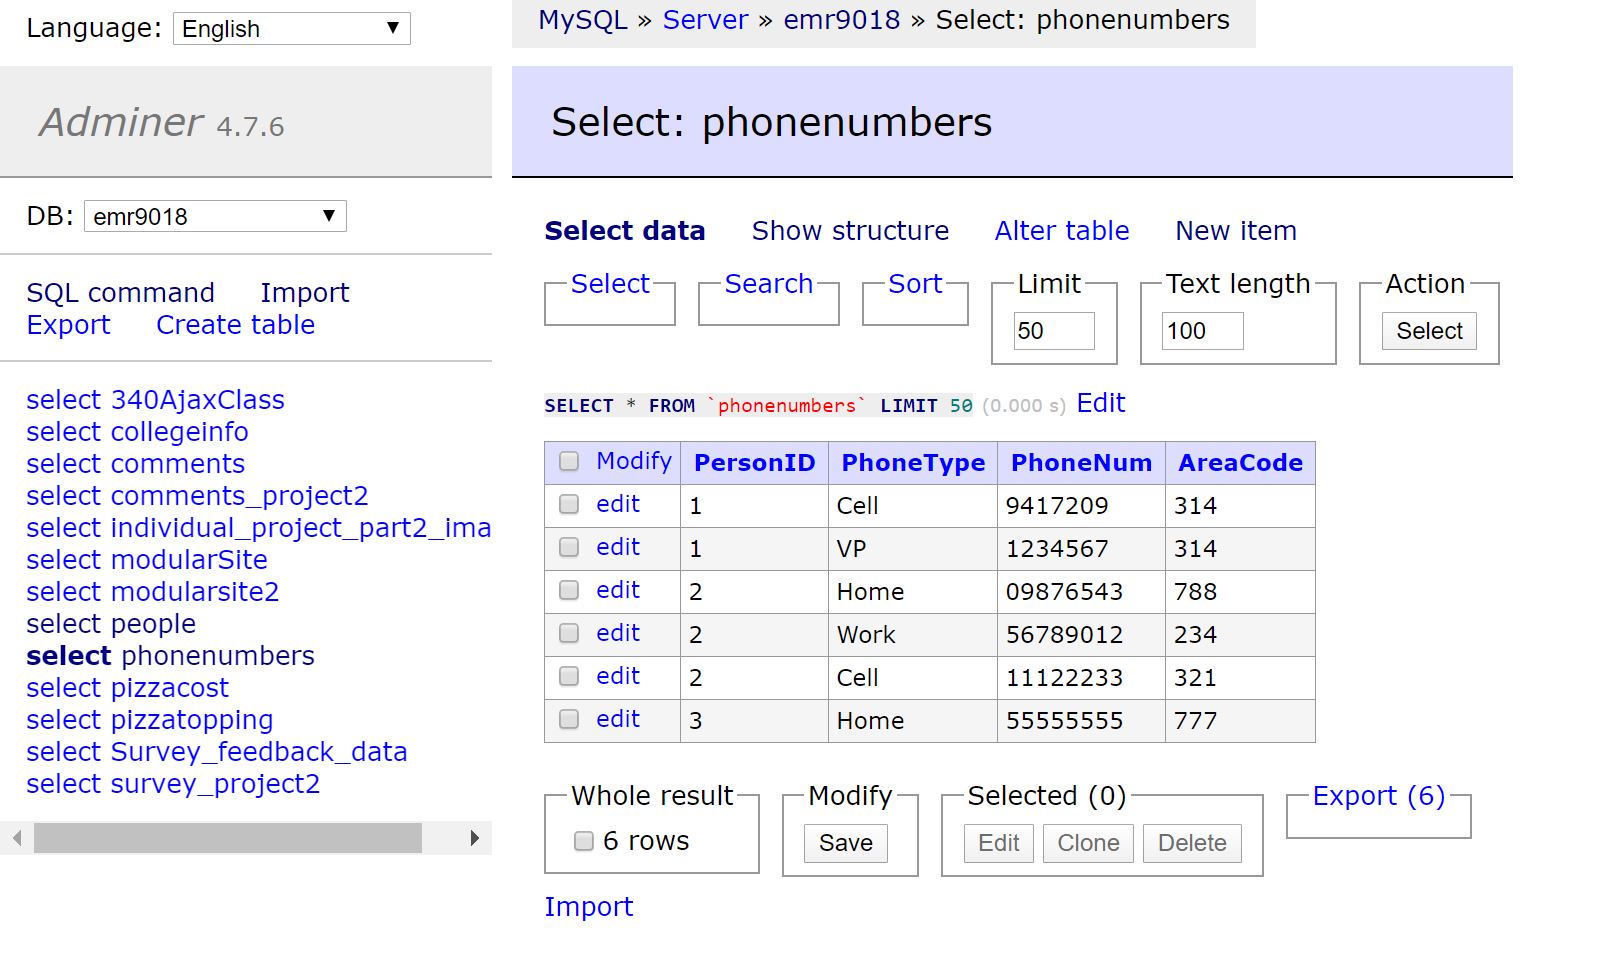 Language: English
Adminer 4.7.6
DB: emr9018
SQL command Import
Export Create table
select 340AjaxClass
select collegeinfo
select comments
select comments_project2
select individual_project_part2_ima
select modularSite
select modularsite2
select people
select phonenumbers
select pizzacost
select pizzatopping
select Survey_feedback_data
select survey_project2
MySQL » Server » emr9018 » Select: phonenumbers
Select: phonenumbers
Select data Show structure Alter table New item
Select Search Sort Limit Text length Action
50 100 Select
SELECT * FROM `phonenumbers` LIMIT 50 (0.000 s) Edit
Modify PersonID PhoneType PhoneNum AreaCode
edit 1 Cell 9417209 314
edit 1 VP 1234567 314
edit 2 Home 09876543 788
edit 2 Work 56789012 234
edit 2 Cell 11122233 321
edit 3 Home 55555555 777
Whole result Modify Selected (0) Export (6)
6 rows Save Edit Clone Delete
Import